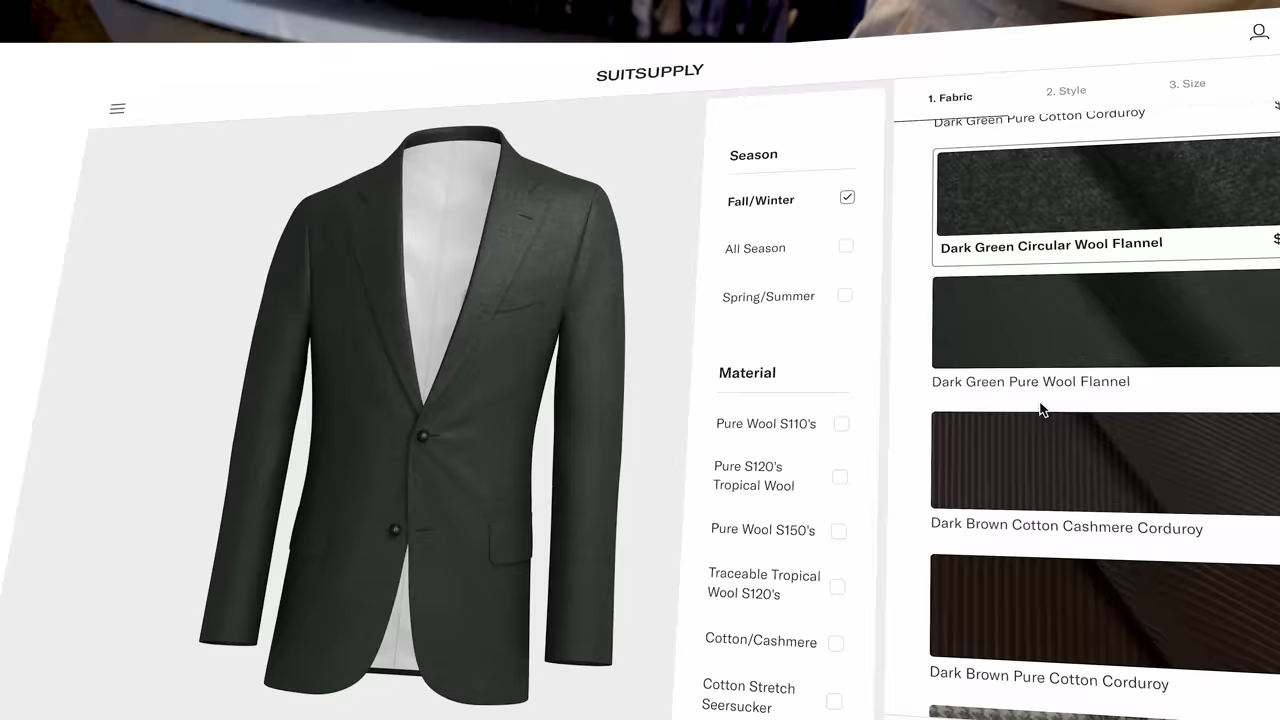 SUITSUPPLY
1. Fabric
2. Style
3. Size
Season
Fall/Winter
All Season
Spring/Summer
Material
Pure Wool S110's
Pure S120's
Tropical Wool
Pure Wool S150's
Traceable Tropical
Wool S120's
Cotton/Cashmere
Cotton Stretch
Seersucker
Dark Green Pure Cotton Corduroy
$
Dark Green Circular Wool Flannel
$
Dark Green Pure Wool Flannel
Dark Brown Cotton Cashmere Corduroy
Dark Brown Pure Cotton Corduroy